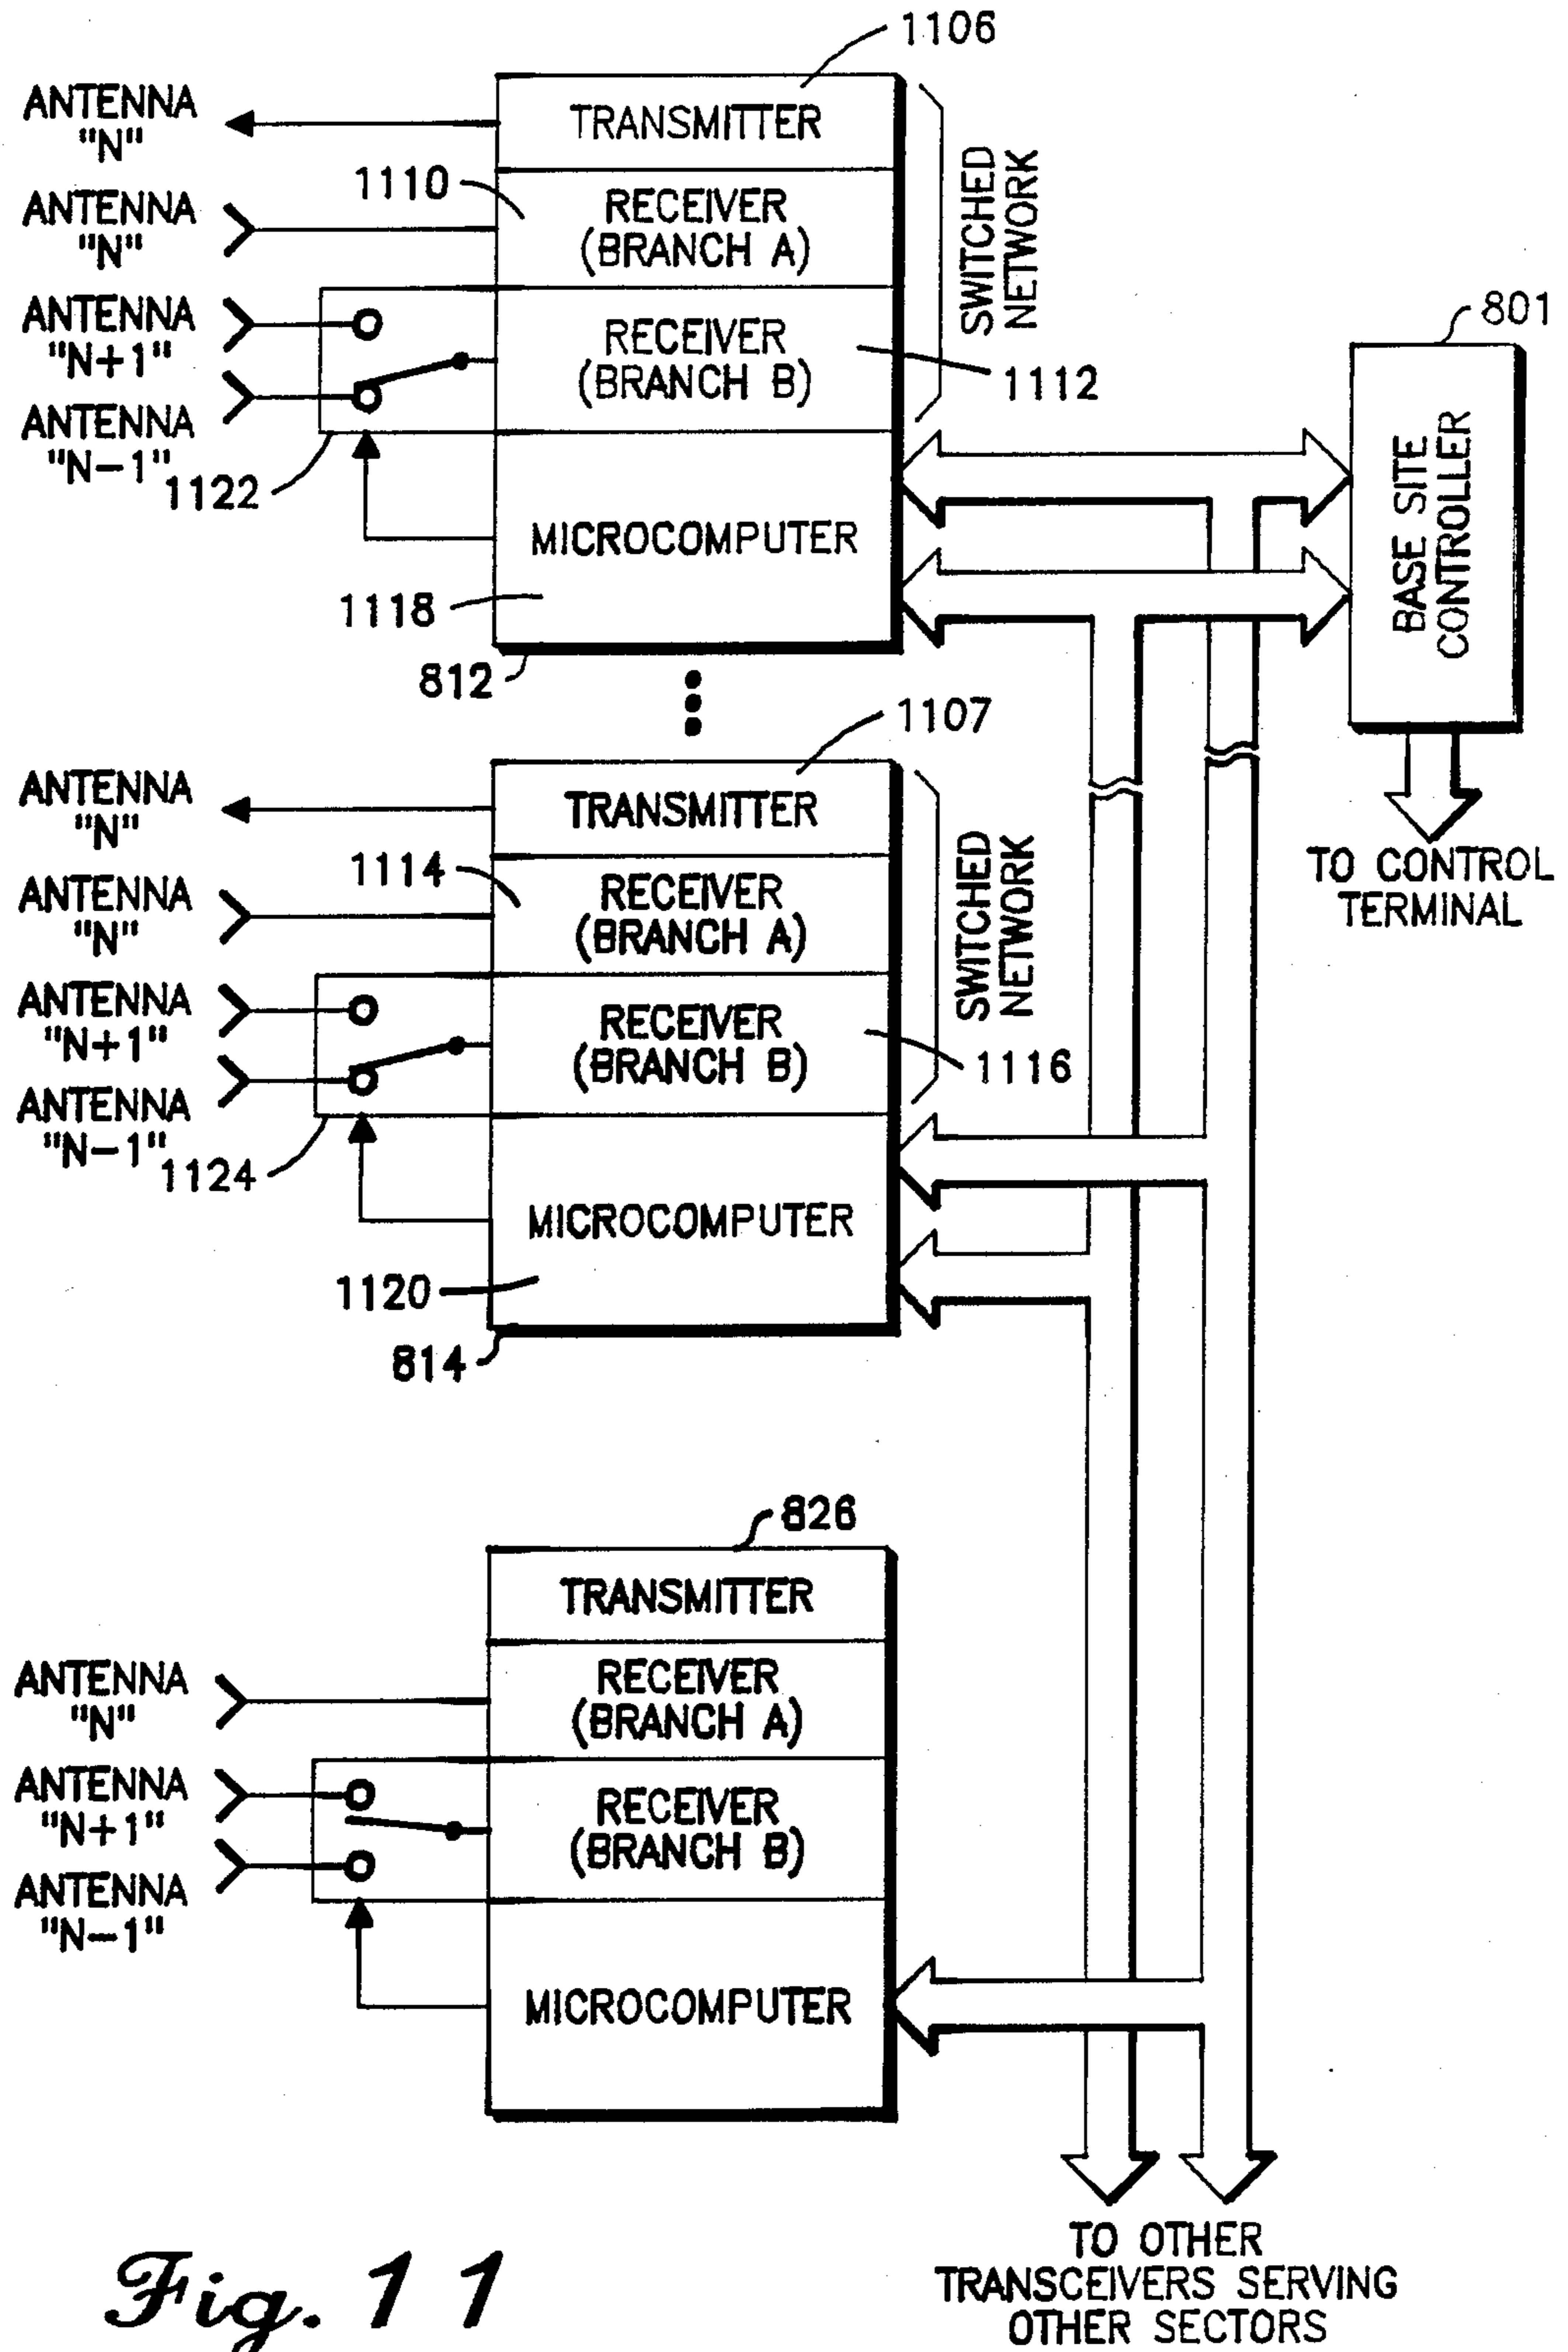 1106
ANTENNA
"N"
TRANSMITTER
1110
ANTENNA
"N"
RECEIVER
(BRANCH A)
SWITCHED
NETWORK
ANTENNA
"N+1"
RECEIVER
(BRANCH B)
1112
ANTENNA
"N-1"
1122
801
BASE SITE
CONTROLLER
MICROCOMPUTER
1118
812
TO CONTROL
TERMINAL
1107
ANTENNA
"N"
TRANSMITTER
1114
ANTENNA
"N"
RECEIVER
(BRANCH A)
SWITCHED
NETWORK
ANTENNA
"N+1"
RECEIVER
(BRANCH B)
1116
ANTENNA
"N-1"
1124
MICROCOMPUTER
1120
814
826
TRANSMITTER
ANTENNA
"N"
RECEIVER
(BRANCH A)
ANTENNA
"N+1"
RECEIVER
(BRANCH B)
ANTENNA
"N-1"
MICROCOMPUTER
TO OTHER
TRANSCEIVERS SERVING
OTHER SECTORS
Fig. 11